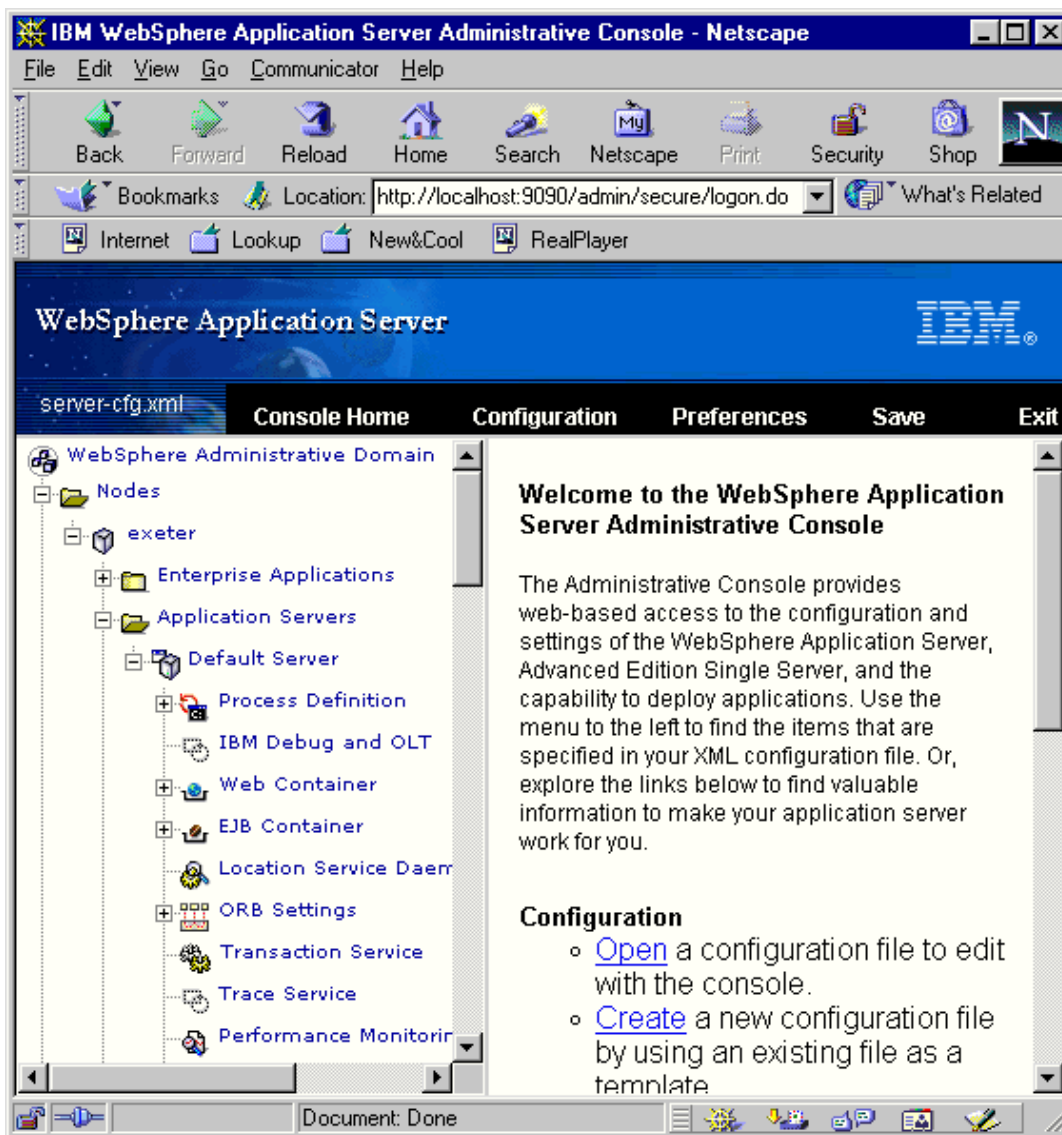 IBM WebSphere Application Server Administrative Console - Netscape
File Edit View Go Communicator Help
Back Forward Reload Home Search Netscape Print Security Shop
My
N
Bookmarks Location: http://localhost:9090/admin/secure/logon.do What's Related
Internet Lookup New&Cool RealPlayer
WebSphere Application Server
IBM®
server-cfg.xml Console Home Configuration Preferences Save Exit
WebSphere Administrative Domain
Nodes
exeter
Enterprise Applications
Application Servers
Default Server
Process Definition
IBM Debug and OLT
Web Container
EJB Container
Location Service Daem
ORB Settings
Transaction Service
Trace Service
Performance Monitorin
Welcome to the WebSphere Application
Server Administrative Console
The Administrative Console provides
web-based access to the configuration and
settings of the WebSphere Application Server,
Advanced Edition Single Server, and the
capability to deploy applications. Use the
menu to the left to find the items that are
specified in your XML configuration file. Or,
explore the links below to find valuable
information to make your application server
work for you.
Configuration
Open a configuration file to edit
with the console.
Create a new configuration file
by using an existing file as a
template
Document: Done